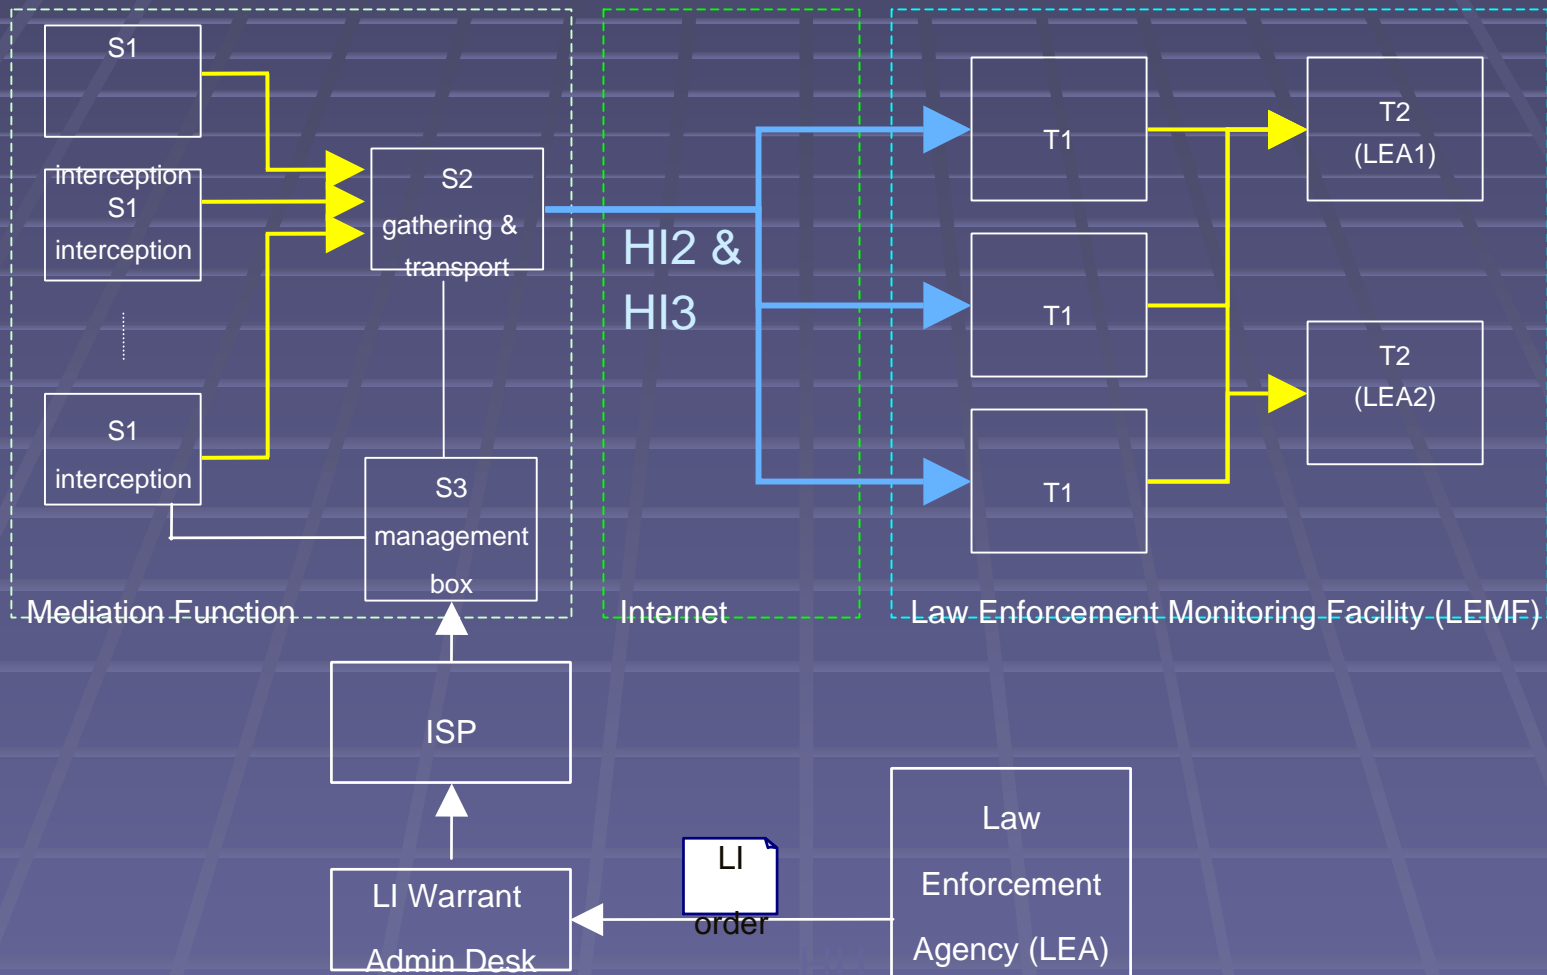 S1
interception
S1
interception
S1
interception
S2
gathering &
transport
S3
management
box
HI2 &
HI3
T1
T1
T1
T2
(LEA1)
T2
(LEA2)
Mediation Function
Internet
Law Enforcement Monitoring Facility (LEMF)
ISP
LI Warrant
Admin Desk
LI
order
Law
Enforcement
Agency (LEA)